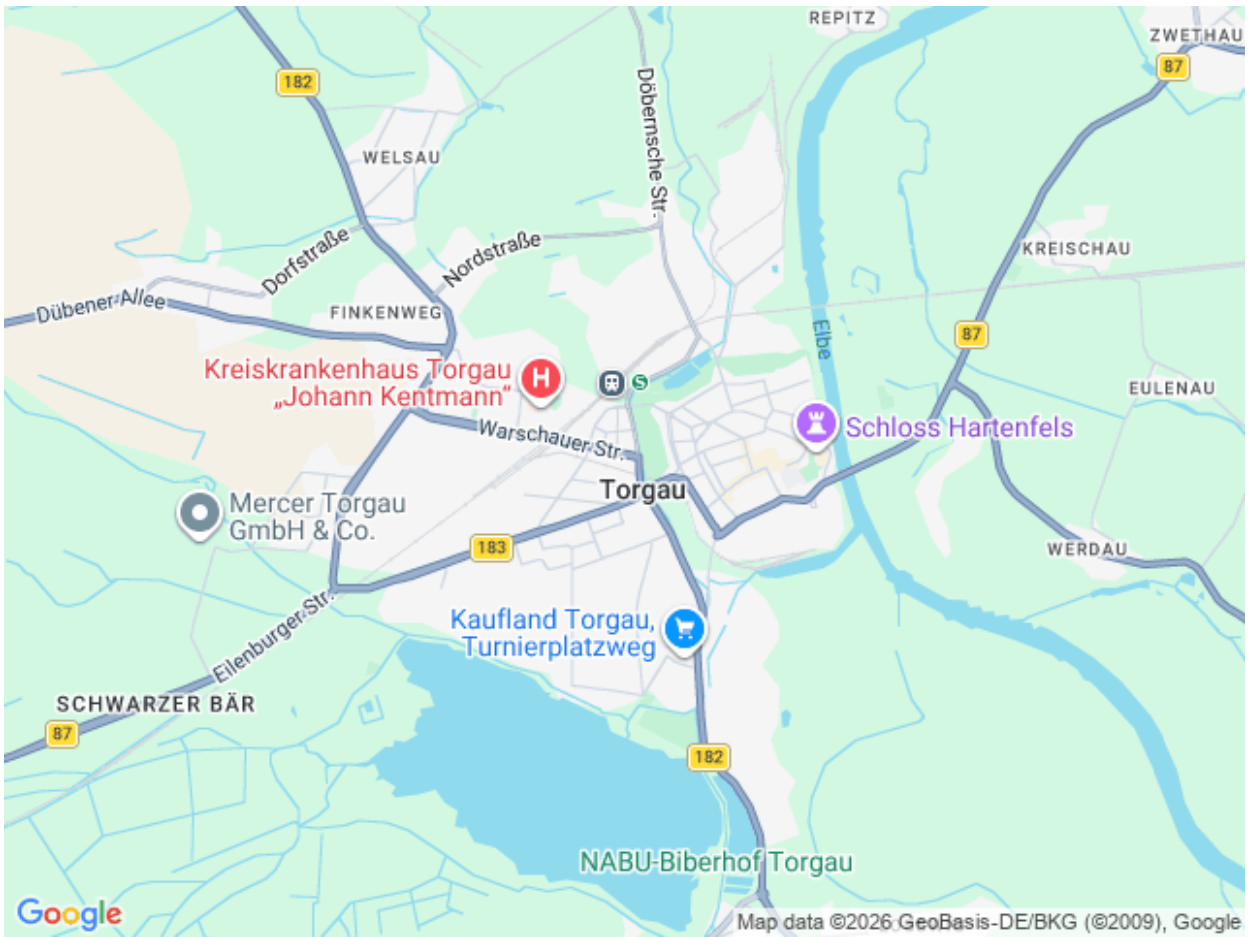 REPITZ
ZWETHAU
87
182
Döbernsche Str.
WELSAU
Nordstraße
Dorfstraße
KREISCHAU
Dübener Allee
FINKENWEG
Elbe
87
Kreiskrankenhaus Torgau
„Johann Kentmann“
H
S
EULENAU
Warschauer Str.
Schloss Hartenfels
Torgau
Mercer Torgau
GmbH & Co.
183
WERDAU
Eilenburger Str.
Kaufland Torgau,
Turnierplatzweg
SCHWARZER BÄR
87
182
NABU-Biberhof Torgau
Google
Map data ©2026 GeoBasis-DE/BKG (©2009), Google